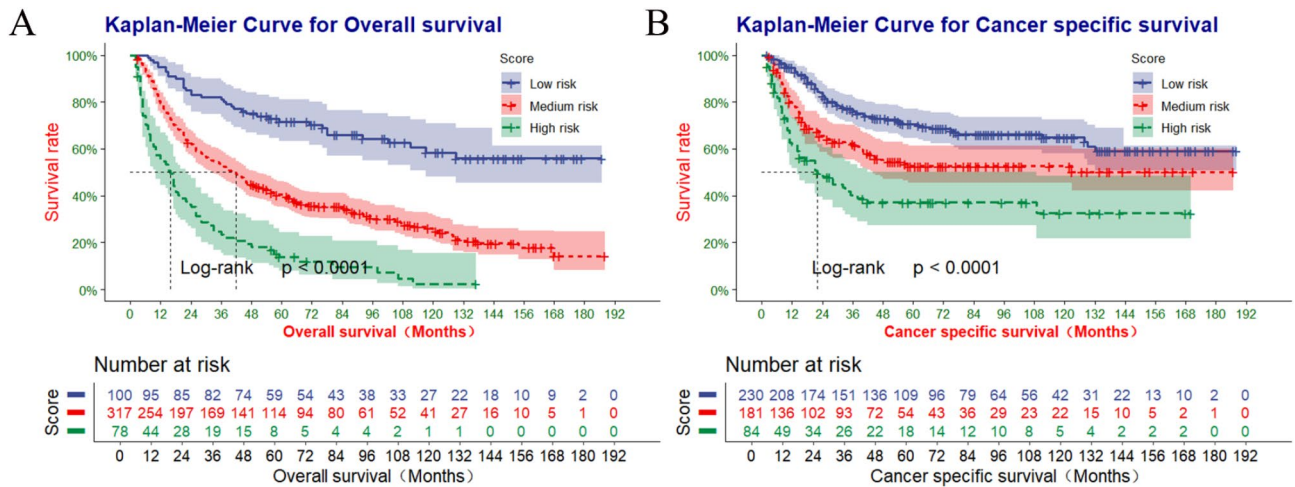 A
Kaplan-Meier Curve for Overall survival
Survival rate
100%
80%
60%
40%
20%
0%
Score
Low risk
Medium risk
High risk
Log-rank p < 0.0001
0 12 24 36 48 60 72 84 96 108 120 132 144 156 168 180 192
Overall survival（Months）
Number at risk
Score
100 95 85 82 74 59 54 43 38 33 27 22 18 10 9 2 0
317 254 197 169 141 114 94 80 61 52 41 27 16 10 5 1 0
78 44 28 19 15 8 5 4 4 2 1 1 0 0 0 0 0
0 12 24 36 48 60 72 84 96 108 120 132 144 156 168 180 192
Overall survival（Months）
B
Kaplan-Meier Curve for Cancer specific survival
Survival rate
100%
80%
60%
40%
20%
0%
Score
Low risk
Medium risk
High risk
Log-rank p < 0.0001
0 12 24 36 48 60 72 84 96 108 120 132 144 156 168 180 192
Cancer specific survival（Months）
Number at risk
Score
230 208 174 151 136 109 96 79 64 56 42 31 22 13 10 2 0
181 136 102 93 72 54 43 36 29 23 22 15 10 5 2 1 0
84 49 34 26 22 18 14 12 10 8 5 4 2 2 2 0 0
0 12 24 36 48 60 72 84 96 108 120 132 144 156 168 180 192
Cancer specific survival（Months）